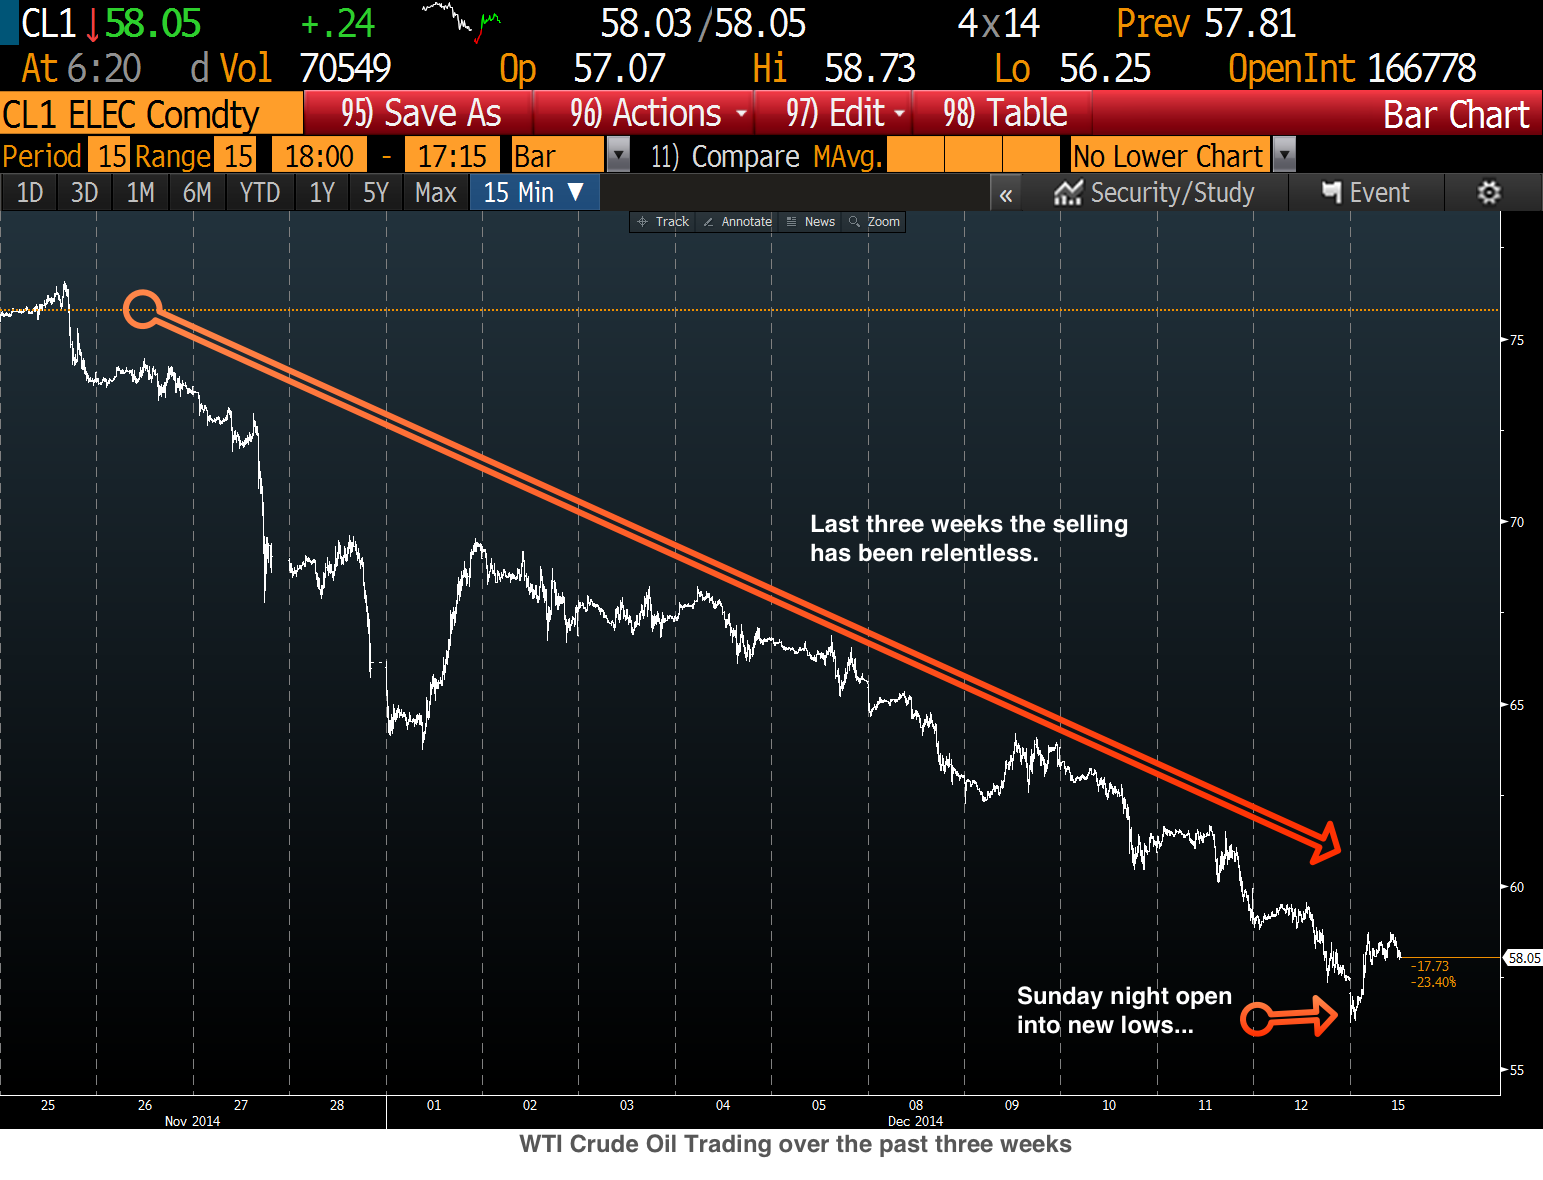 CL1 ↓58.05 +.24 58.03/58.05 4x14 Prev 57.81
At 6:20 d Vol 70549 Op 57.07 Hi 58.73 Lo 56.25 OpenInt 166778
CL1 ELEC Comdty 95) Save As 96) Actions 97) Edit 98) Table Bar Chart
Period 15 Range 15 18:00 - 17:15 Bar 11) Compare MAvg. No Lower Chart
1D 3D 1M 6M YTD 1Y 5Y Max 15 Min ▼ « Security/Study Event
Track Annotate News Zoom
75
Last three weeks the selling
has been relentless.
70
65
60
58.05
-17.73
-23.40%
Sunday night open
into new lows...
55
25 26 27 28 01 02 03 04 05 08 09 10 11 12 15
Nov 2014 Dec 2014
WTI Crude Oil Trading over the past three weeks